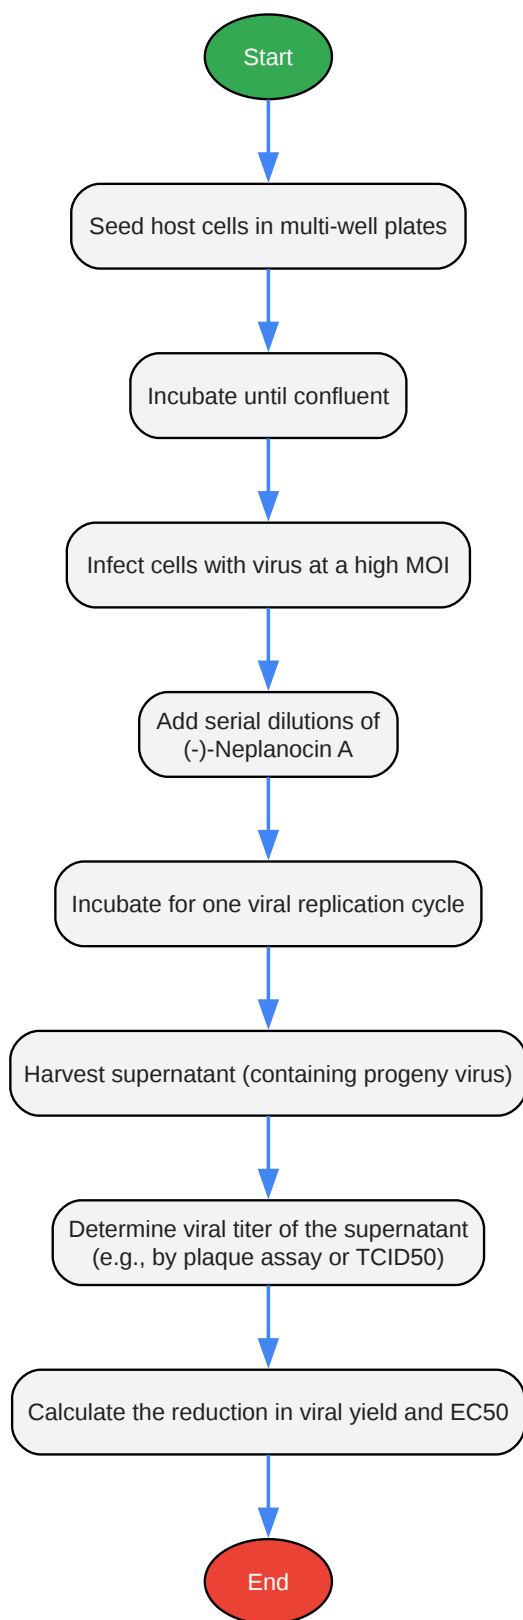 Start
Seed host cells in multi-well plates
Incubate until confluent
Infect cells with virus at a high MOI
Add serial dilutions of
(-)-Neplanocin A
Incubate for one viral replication cycle
Harvest supernatant (containing progeny virus)
Determine viral titer of the supernatant
(e.g., by plaque assay or TCID50)
Calculate the reduction in viral yield and EC50
End